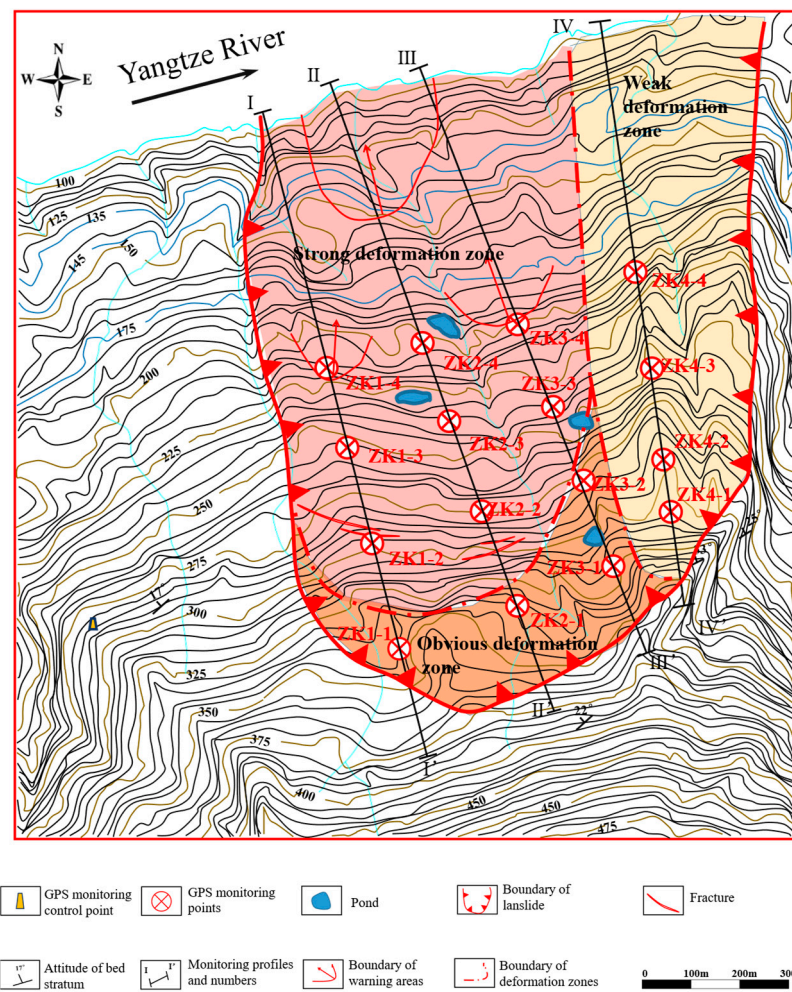 N
W E
S
Yangtze River
I
II
III
IV
Weak
deformation
zone
100
125
135
150
145
175
200
225
250
275
300
325
350
375
400
450
450
475
Strong deformation zone
ZK4-4
ZK3-4
ZK2-4
ZK1-4
ZK3-3
ZK4-3
ZK2-3
ZK1-3
ZK4-2
ZK3-2
ZK4-1
ZK2-2
ZK1-2
ZK3-1
ZK2-1
ZK1-1
Obvious deformation
zone
17°
22°
I'
II'
III'
IV'
GPS monitoring
control point
GPS monitoring
points
Pond
Boundary of
lanslide
Fracture
17°
Attitude of bed
stratum
I I'
Monitoring profiles
and numbers
Boundary of
warning areas
Boundary of
deformation zones
0 100m 200m